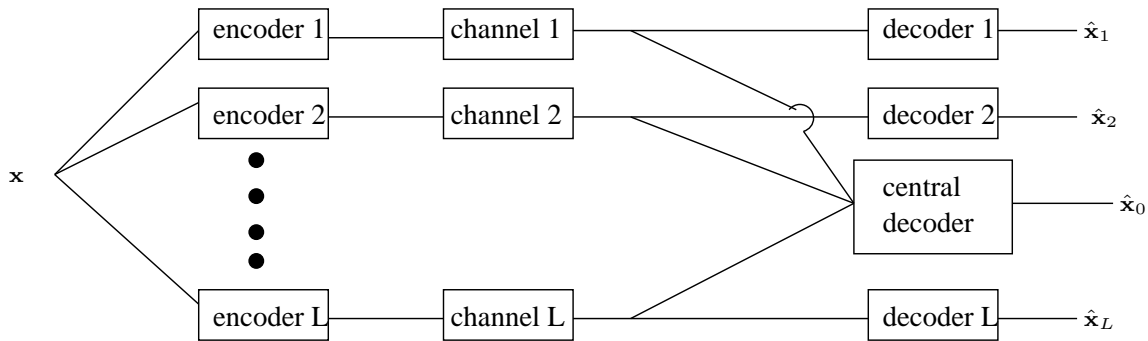 encoder 1 channel 1 decoder 1 x̂₁
encoder 2 channel 2 decoder 2 x̂₂
x central decoder x̂₀
encoder L channel L decoder L x̂_L